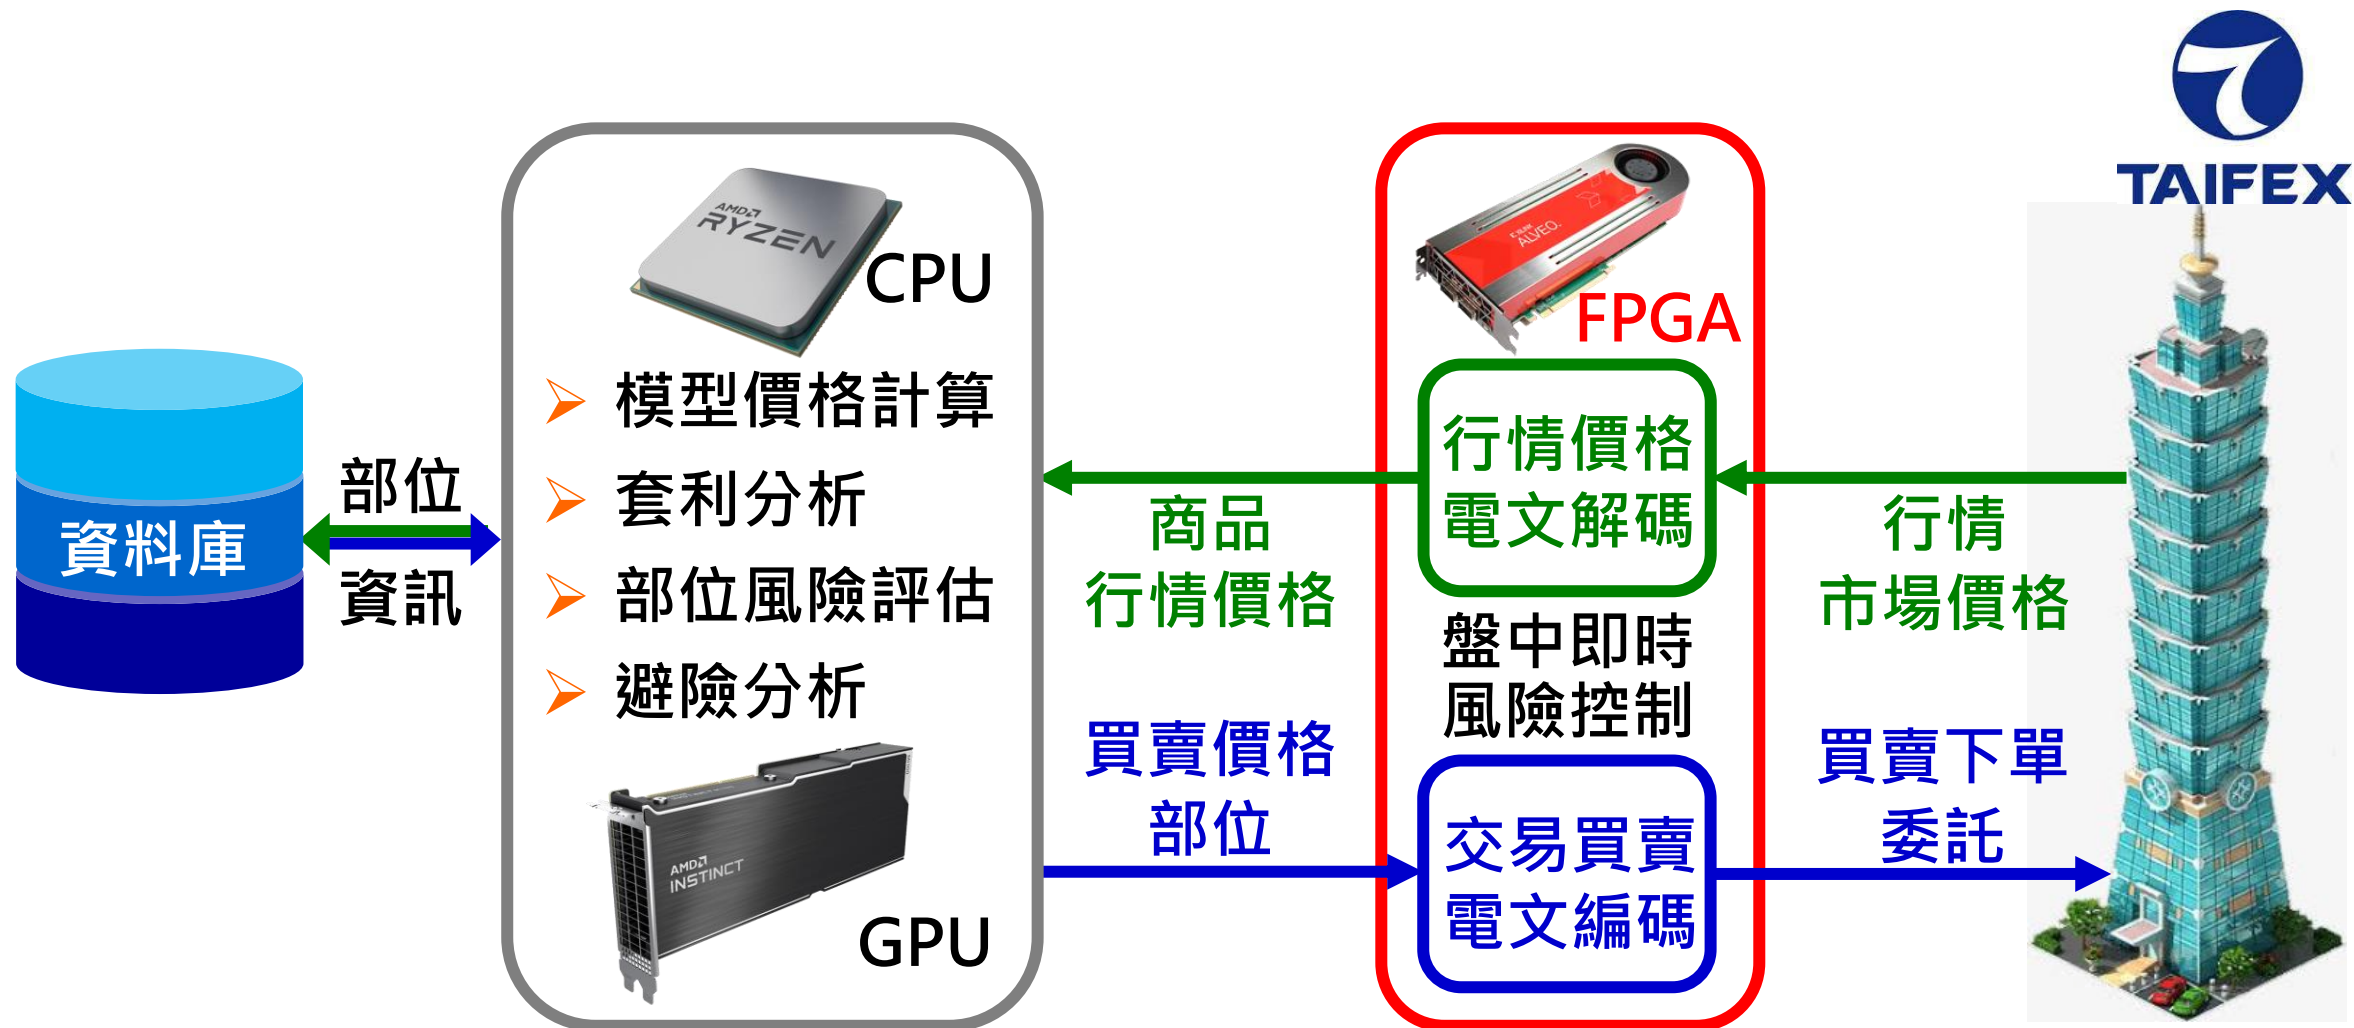 TAIFEX
AMD
RYZEN
CPU
模型價格計算
套利分析
部位風險評估
避險分析
AMD
INSTINCT
GPU
資料庫
部位
資訊
商品
行情價格
買賣價格
部位
XILINX
ALVEO.
FPGA
行情價格
電文解碼
盤中即時
風險控制
交易買賣
電文編碼
行情
市場價格
買賣下單
委託